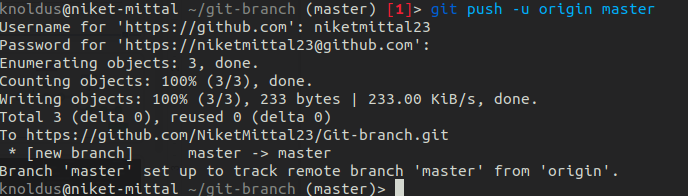 knoldus@niket-mittal ~/git-branch (master) [1]> git push -u origin master
Username for 'https://github.com': niketmittal23
Password for 'https://niketmittal23@github.com':
Enumerating objects: 3, done.
Counting objects: 100% (3/3), done.
Writing objects: 100% (3/3), 233 bytes | 233.00 KiB/s, done.
Total 3 (delta 0), reused 0 (delta 0)
To https://github.com/NiketMittal23/Git-branch.git
 * [new branch]      master -> master
Branch 'master' set up to track remote branch 'master' from 'origin'.
knoldus@niket-mittal ~/git-branch (master)>